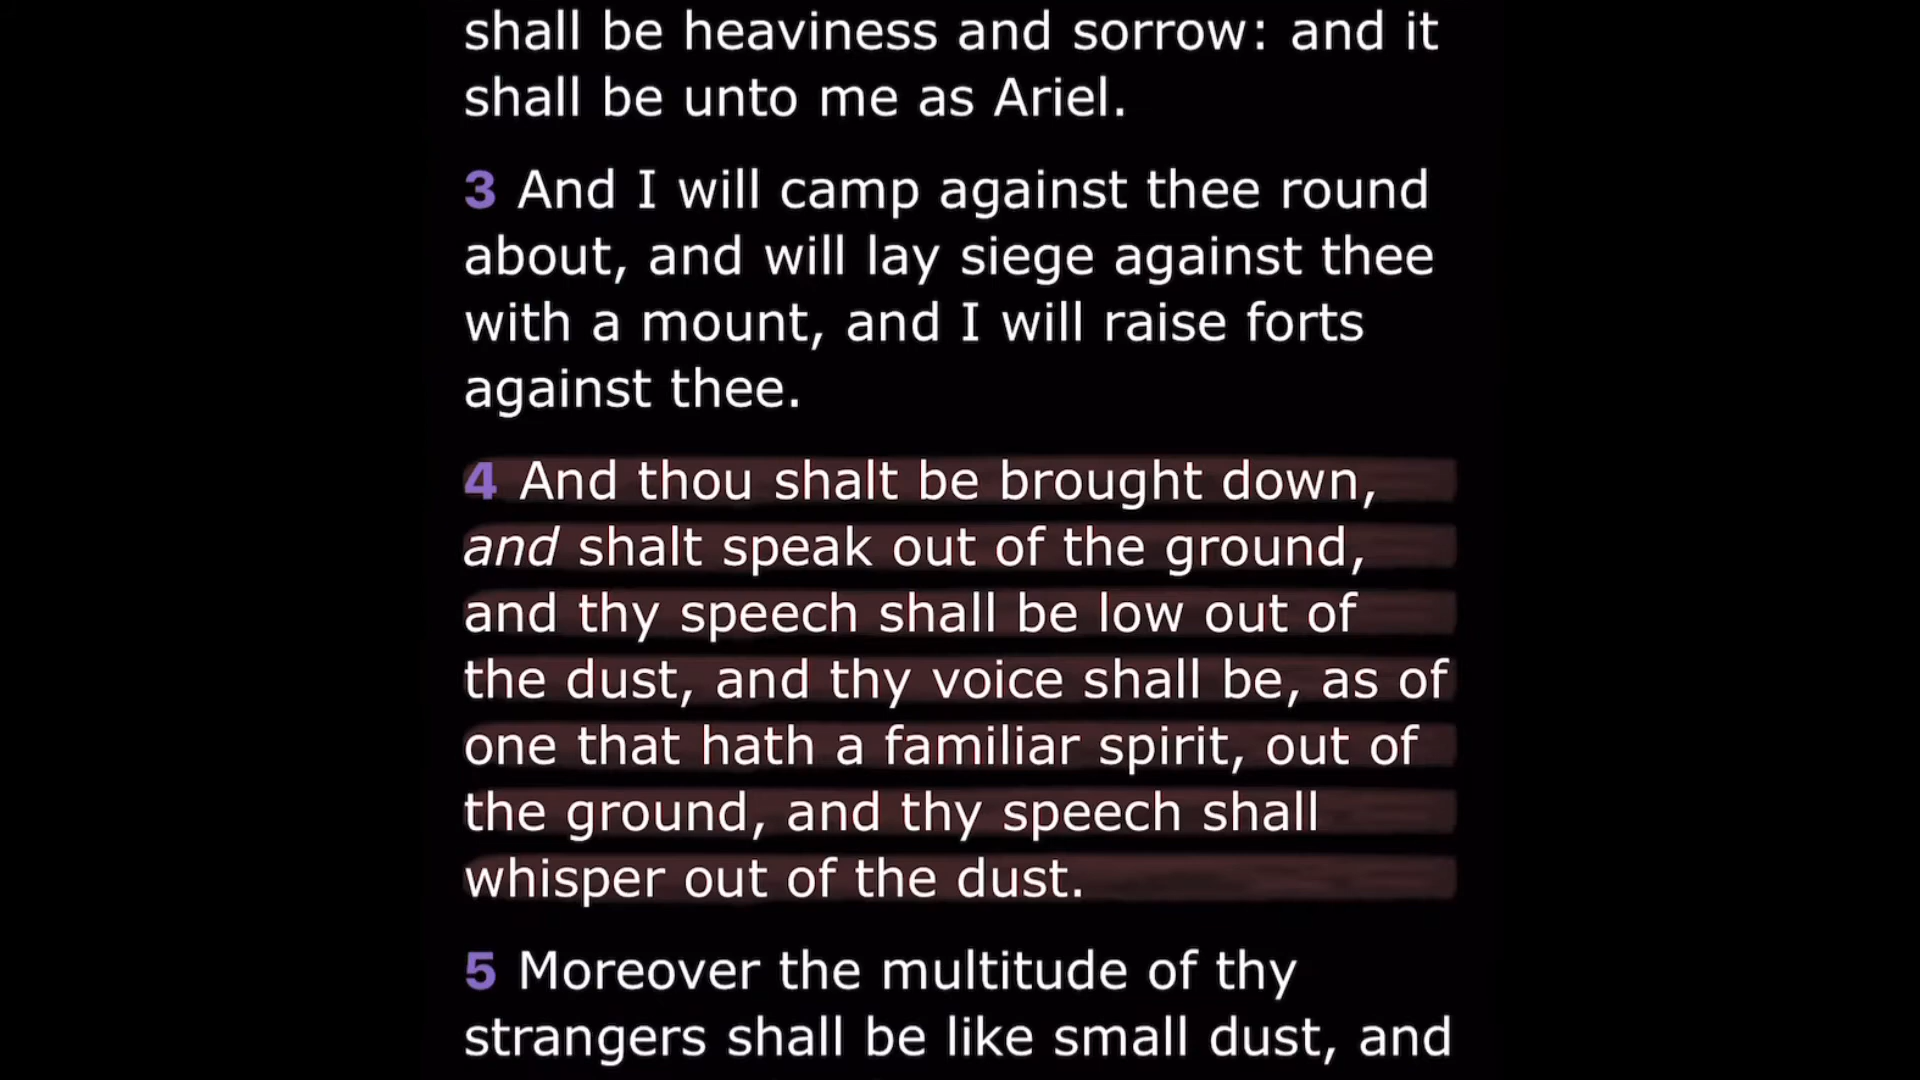 shall be heaviness and sorrow: and it
shall be unto me as Ariel.
3 And I will camp against thee round
about, and will lay siege against thee
with a mount, and I will raise forts
against thee.
4 And thou shalt be brought down,
and shalt speak out of the ground,
and thy speech shall be low out of
the dust, and thy voice shall be, as of
one that hath a familiar spirit, out of
the ground, and thy speech shall
whisper out of the dust.
5 Moreover the multitude of thy
strangers shall be like small dust, and